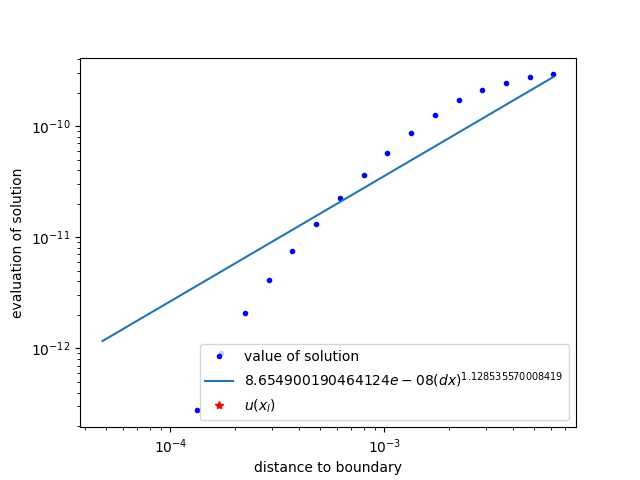 evaluation of solution
10^{-10}
10^{-11}
10^{-12}
value of solution
8.654900190464124e − 08(dx)^{1.128535570008419}
u(x_I)
10^{-4}
10^{-3}
distance to boundary